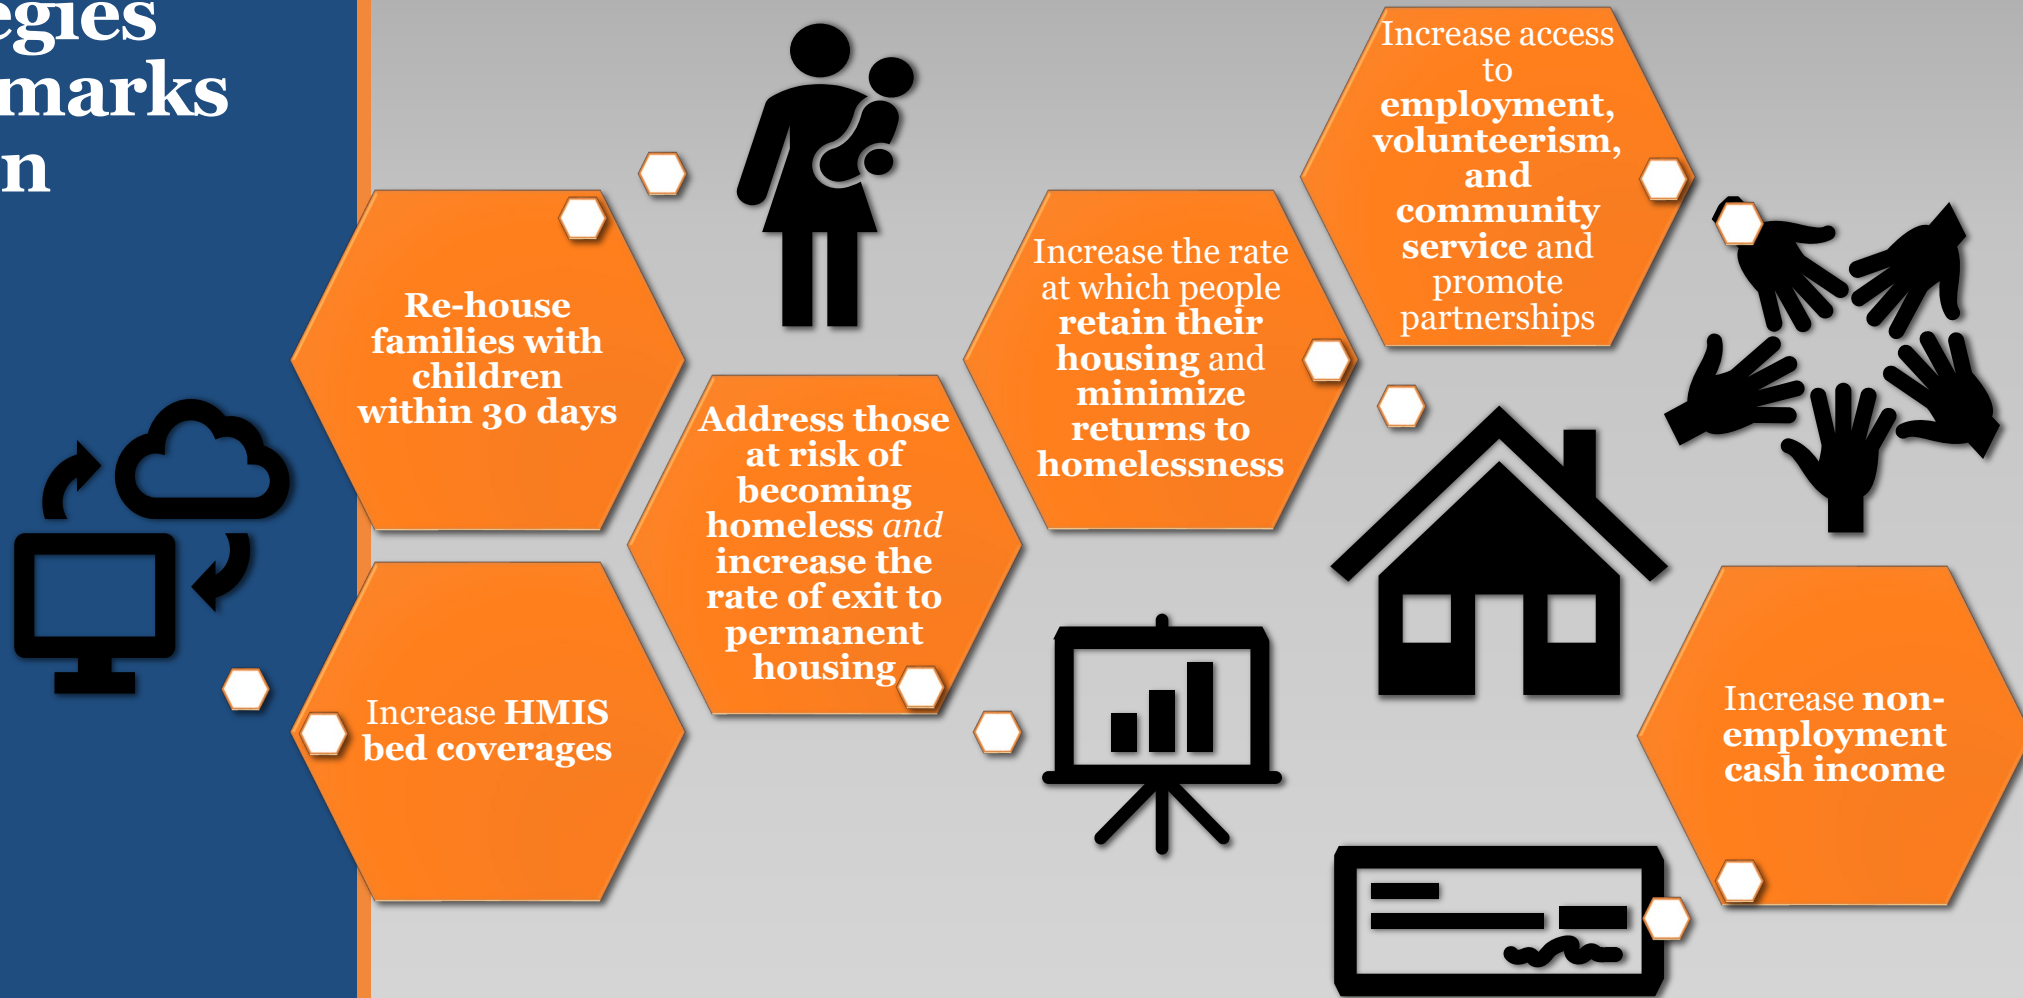 egies
marks
n
Re-house
families with
children
within 30 days
Increase HMIS
bed coverages
Address those
at risk of
becoming
homeless and
increase the
rate of exit to
permanent
housing
Increase the rate
at which people
retain their
housing and
minimize
returns to
homelessness
Increase access
to
employment,
volunteerism,
and
community
service and
promote
partnerships
Increase non-
employment
cash income